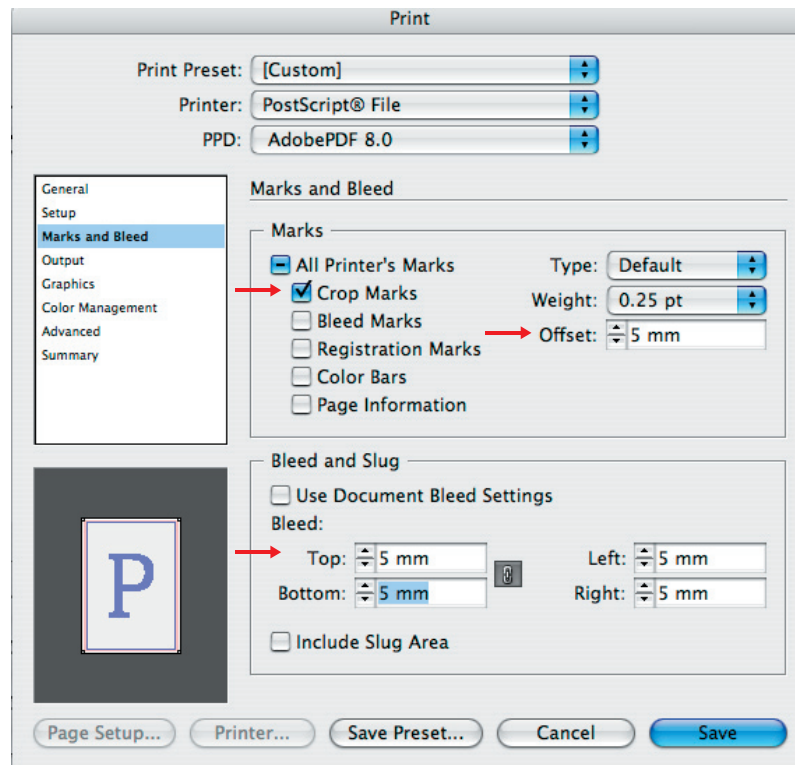 Print
Print Preset: [Custom]
Printer: PostScript® File
PPD: AdobePDF 8.0
General
Setup
Marks and Bleed
Output
Graphics
Color Management
Advanced
Summary
Marks and Bleed
Marks
All Printer's Marks
Crop Marks
Bleed Marks
Registration Marks
Color Bars
Page Information
Type: Default
Weight: 0.25 pt
Offset: 5 mm
P
Bleed and Slug
Use Document Bleed Settings
Bleed:
Top: 5 mm
Bottom: 5 mm
Left: 5 mm
Right: 5 mm
Include Slug Area
Page Setup... Printer... Save Preset... Cancel Save